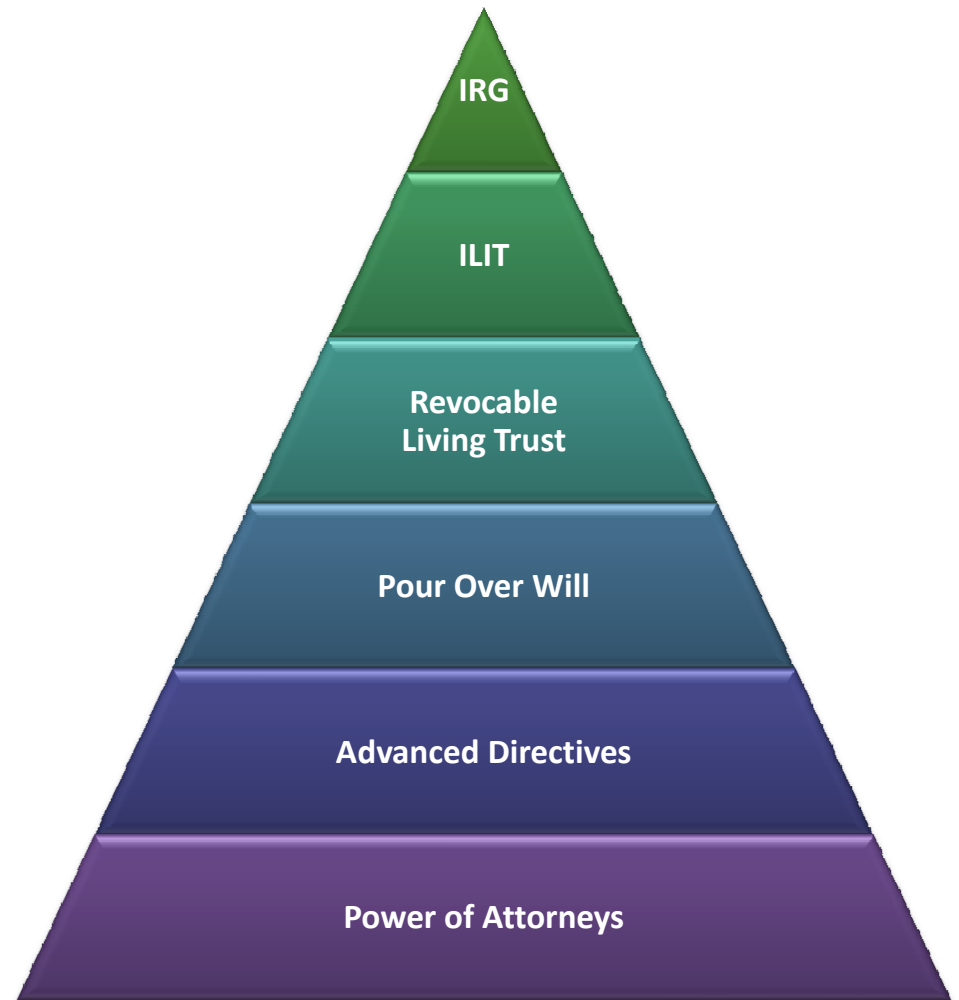 IRG
ILIT
Revocable
Living Trust
Pour Over Will
Advanced Directives
Power of Attorneys